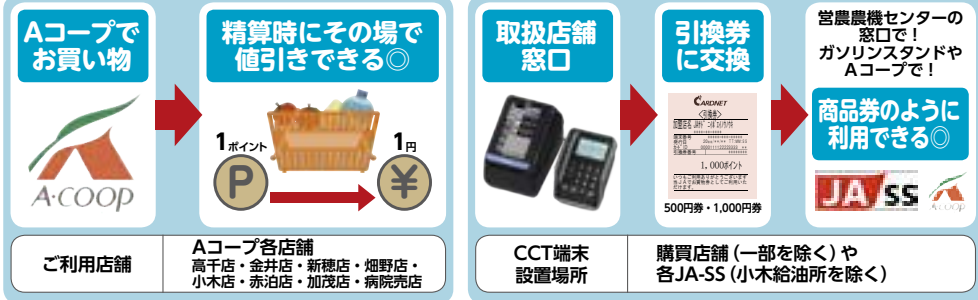 Aコープで
お買い物
精算時にその場で
値引きできる◎
A·COOP
1ポイント
P
1円
¥
ご利用店舗
Aコープ各店舗
高千店・金井店・新穂店・畑野店・
小木店・赤泊店・加茂店・病院売店
取扱店舗
窓口
引換券
に交換
CARDNET
<引換券>
1,000ポイント
500円券・1,000円券
営農農機センターの
窓口で！
ガソリンスタンドや
Aコープで！
商品券のように
利用できる◎
JA/SS
A·COOP
CCT端末
設置場所
購買店舗（一部を除く）や
各JA-SS（小木給油所を除く）